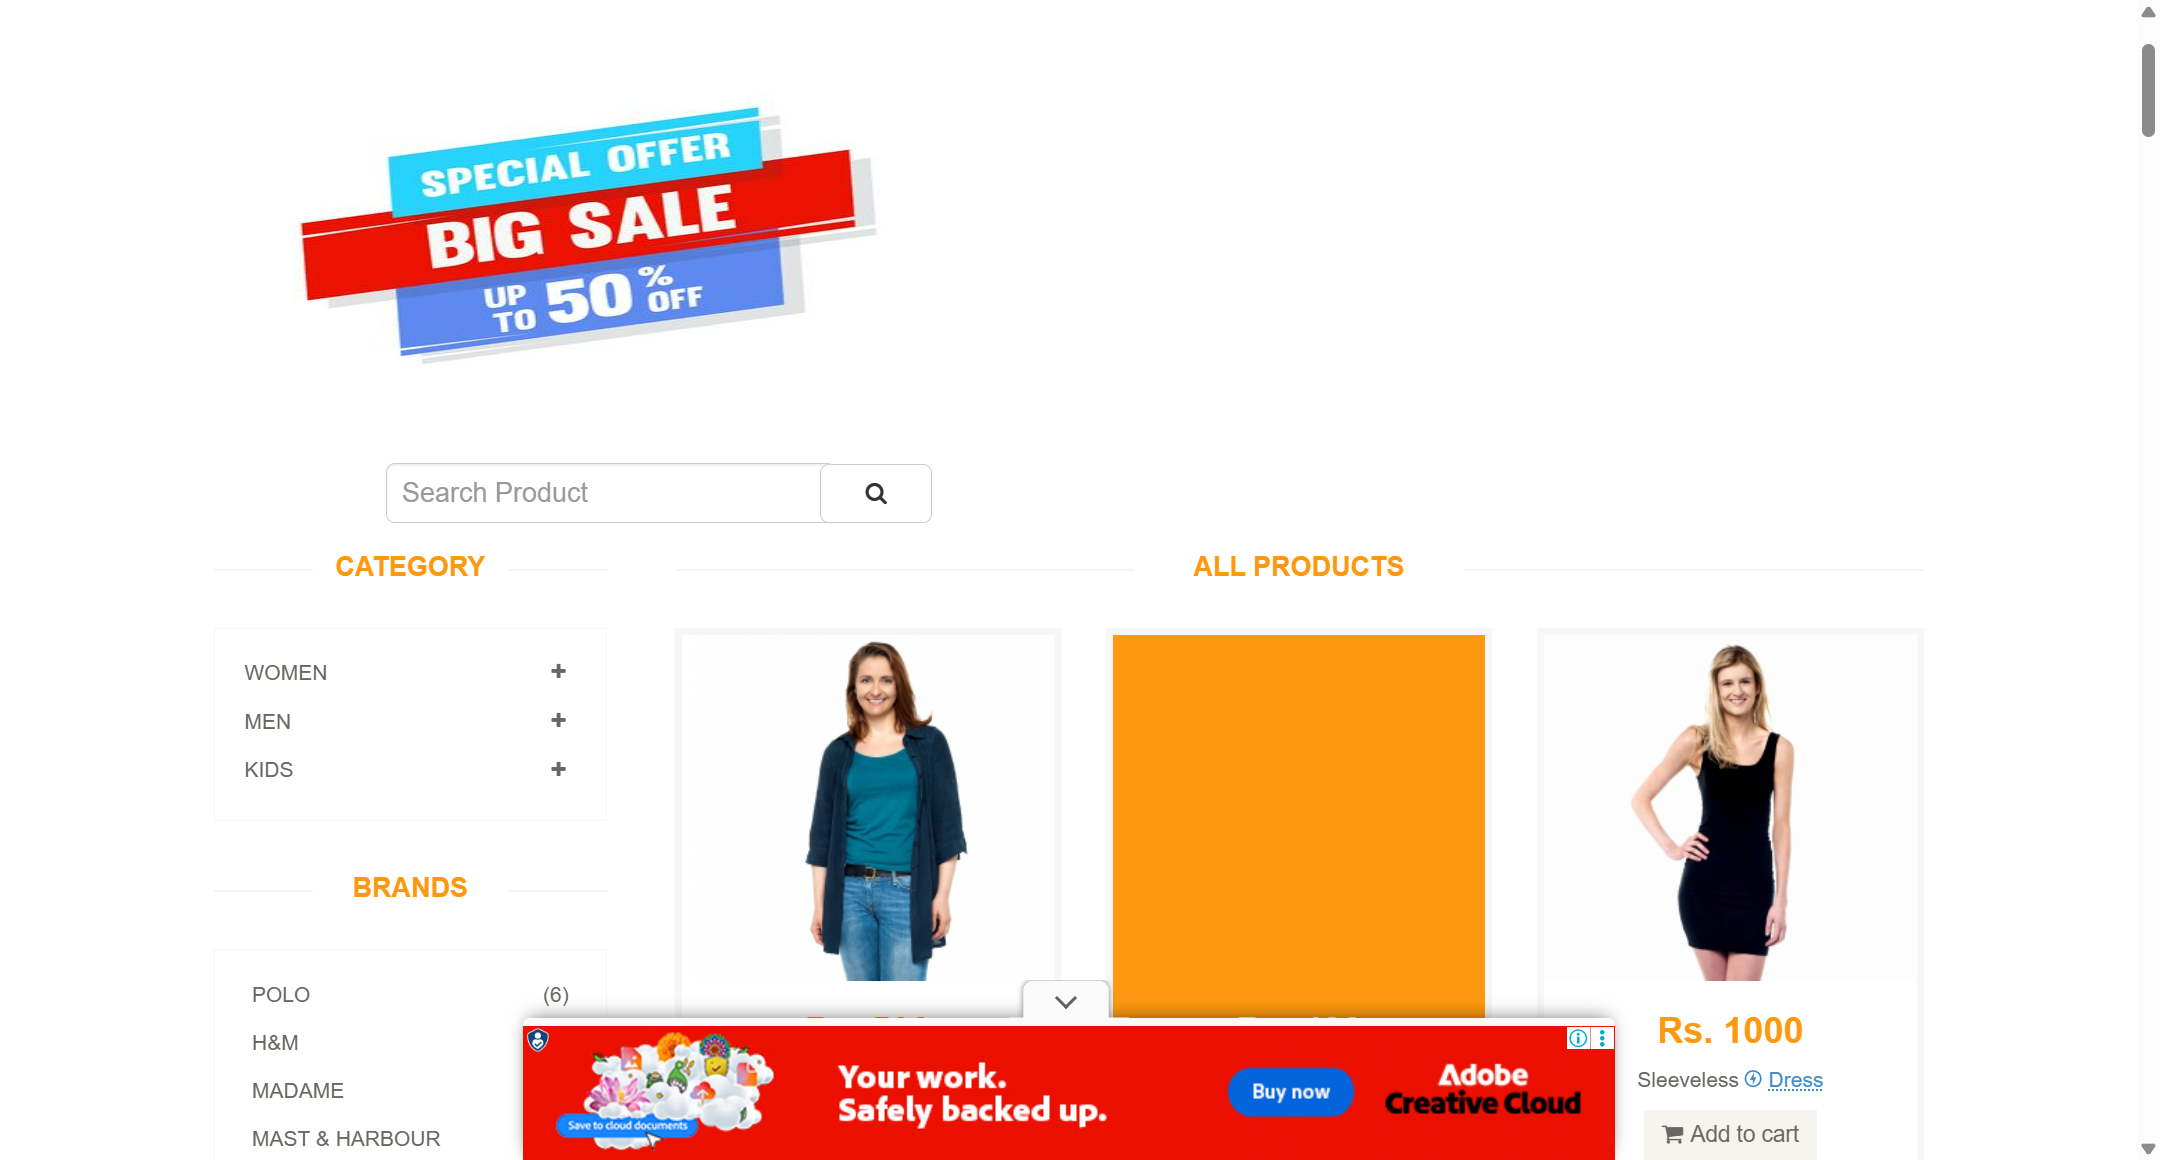 SPECIAL OFFER
BIG SALE
UP TO 50% OFF
Search Product
CATEGORY
WOMEN
MEN
KIDS
BRANDS
POLO (6)
H&M
MADAME
MAST & HARBOUR
ALL PRODUCTS
Rs. 1000
Sleeveless Dress
Add to cart
Save to cloud documents
Your work.
Safely backed up.
Buy now
Adobe
Creative Cloud